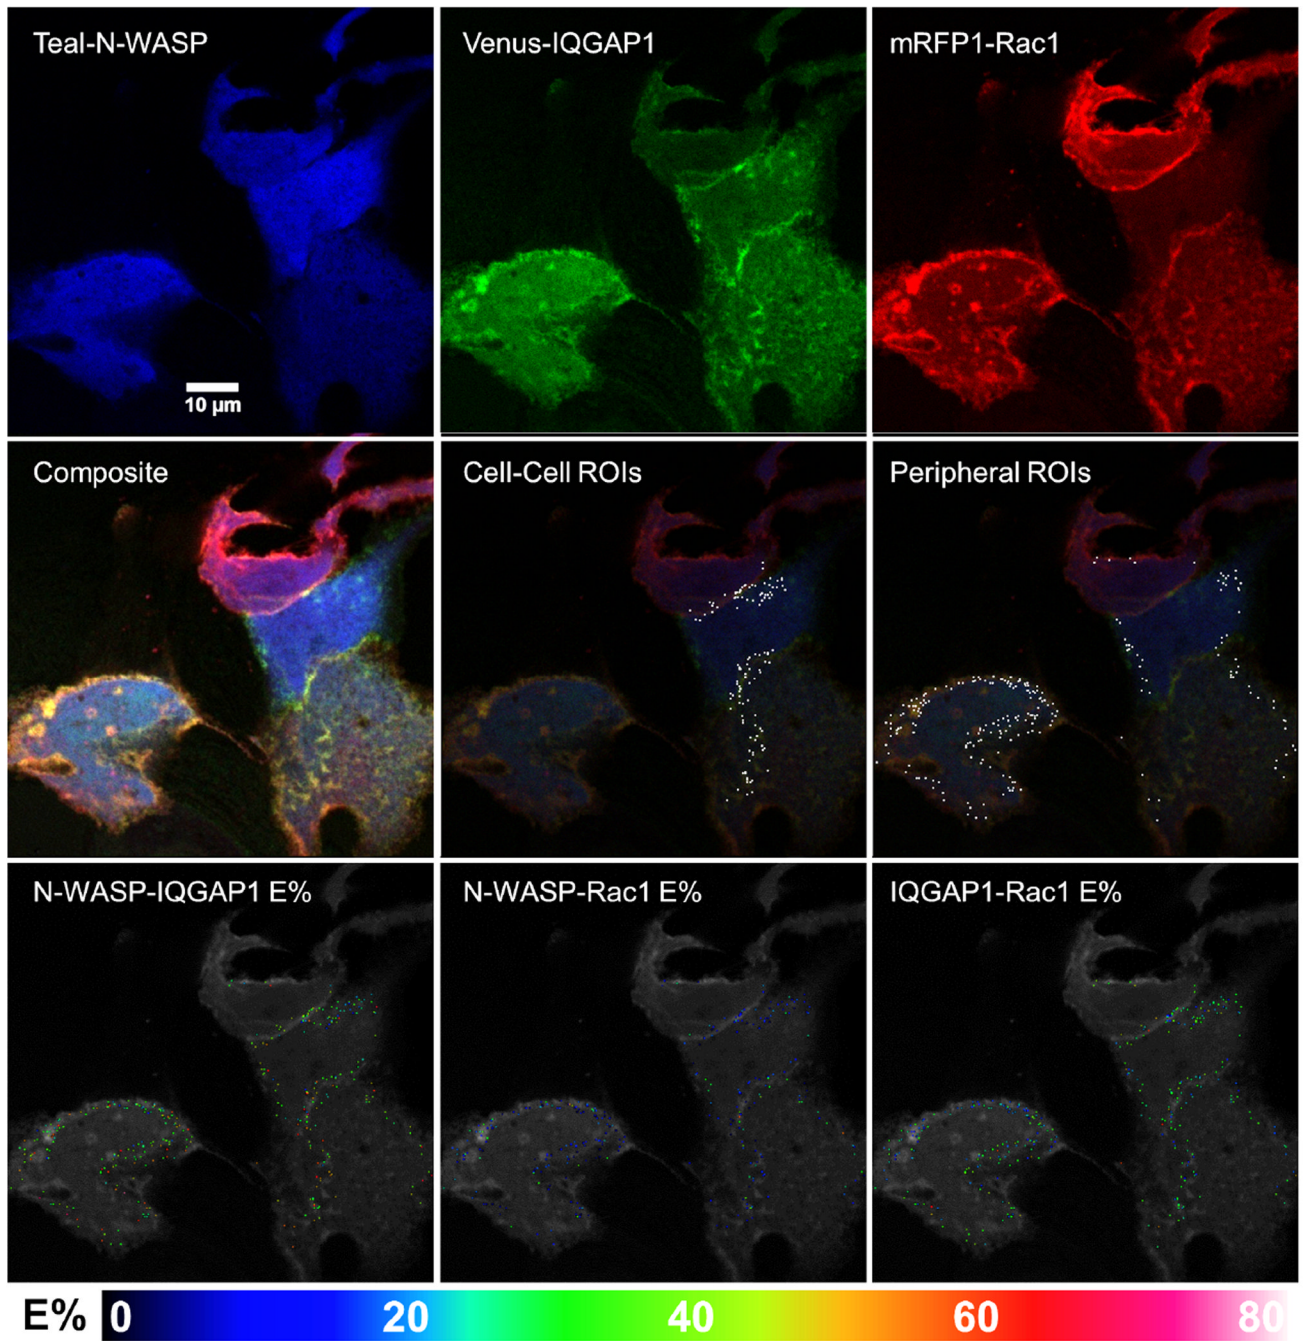 Teal-N-WASP
Venus-IQGAP1
mRFP1-Rac1
10 µm
Composite
Cell-Cell ROIs
Peripheral ROIs
N-WASP-IQGAP1 E%
N-WASP-Rac1 E%
IQGAP1-Rac1 E%
E% 0 20 40 60 80